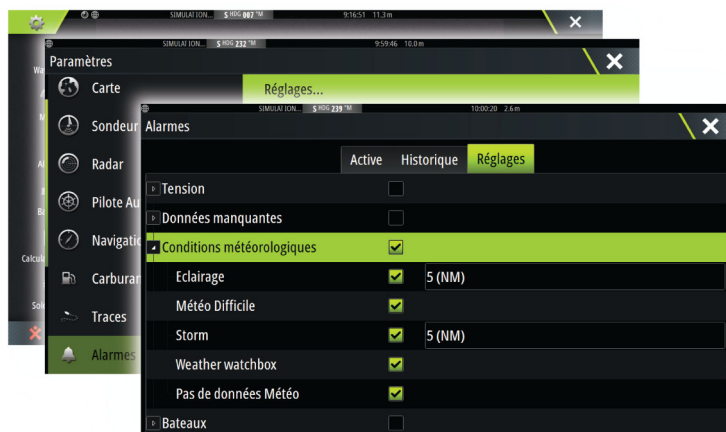 SIMULATION... S HDG 007 °M 9:16:51 11.3 m
SIMULATION... S HDG 232 °M 9:59:46 10.0 m
Paramètres
Carte
Réglages...
Sondeur
Radar
Pilote Au
Navigatio
Carburan
Traces
Alarmes
SIMULATION... S HDG 239 °M 10:00:20 2.6 m
Alarmes
Active Historique Réglages
Tension
Données manquantes
Conditions météorologiques
Eclairage 5 (NM)
Météo Difficile
Storm 5 (NM)
Weather watchbox
Pas de données Météo
Bateaux